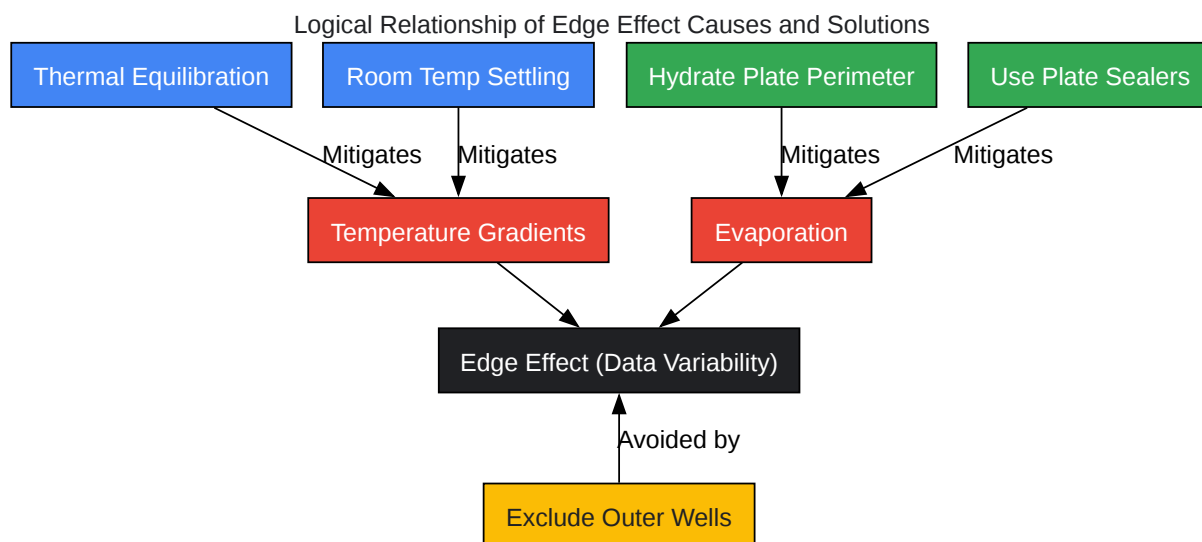 Logical Relationship of Edge Effect Causes and Solutions
Thermal Equilibration
Room Temp Settling
Hydrate Plate Perimeter
Use Plate Sealers
Mitigates
Mitigates
Mitigates
Mitigates
Temperature Gradients
Evaporation
Edge Effect (Data Variability)
Avoided by
Exclude Outer Wells